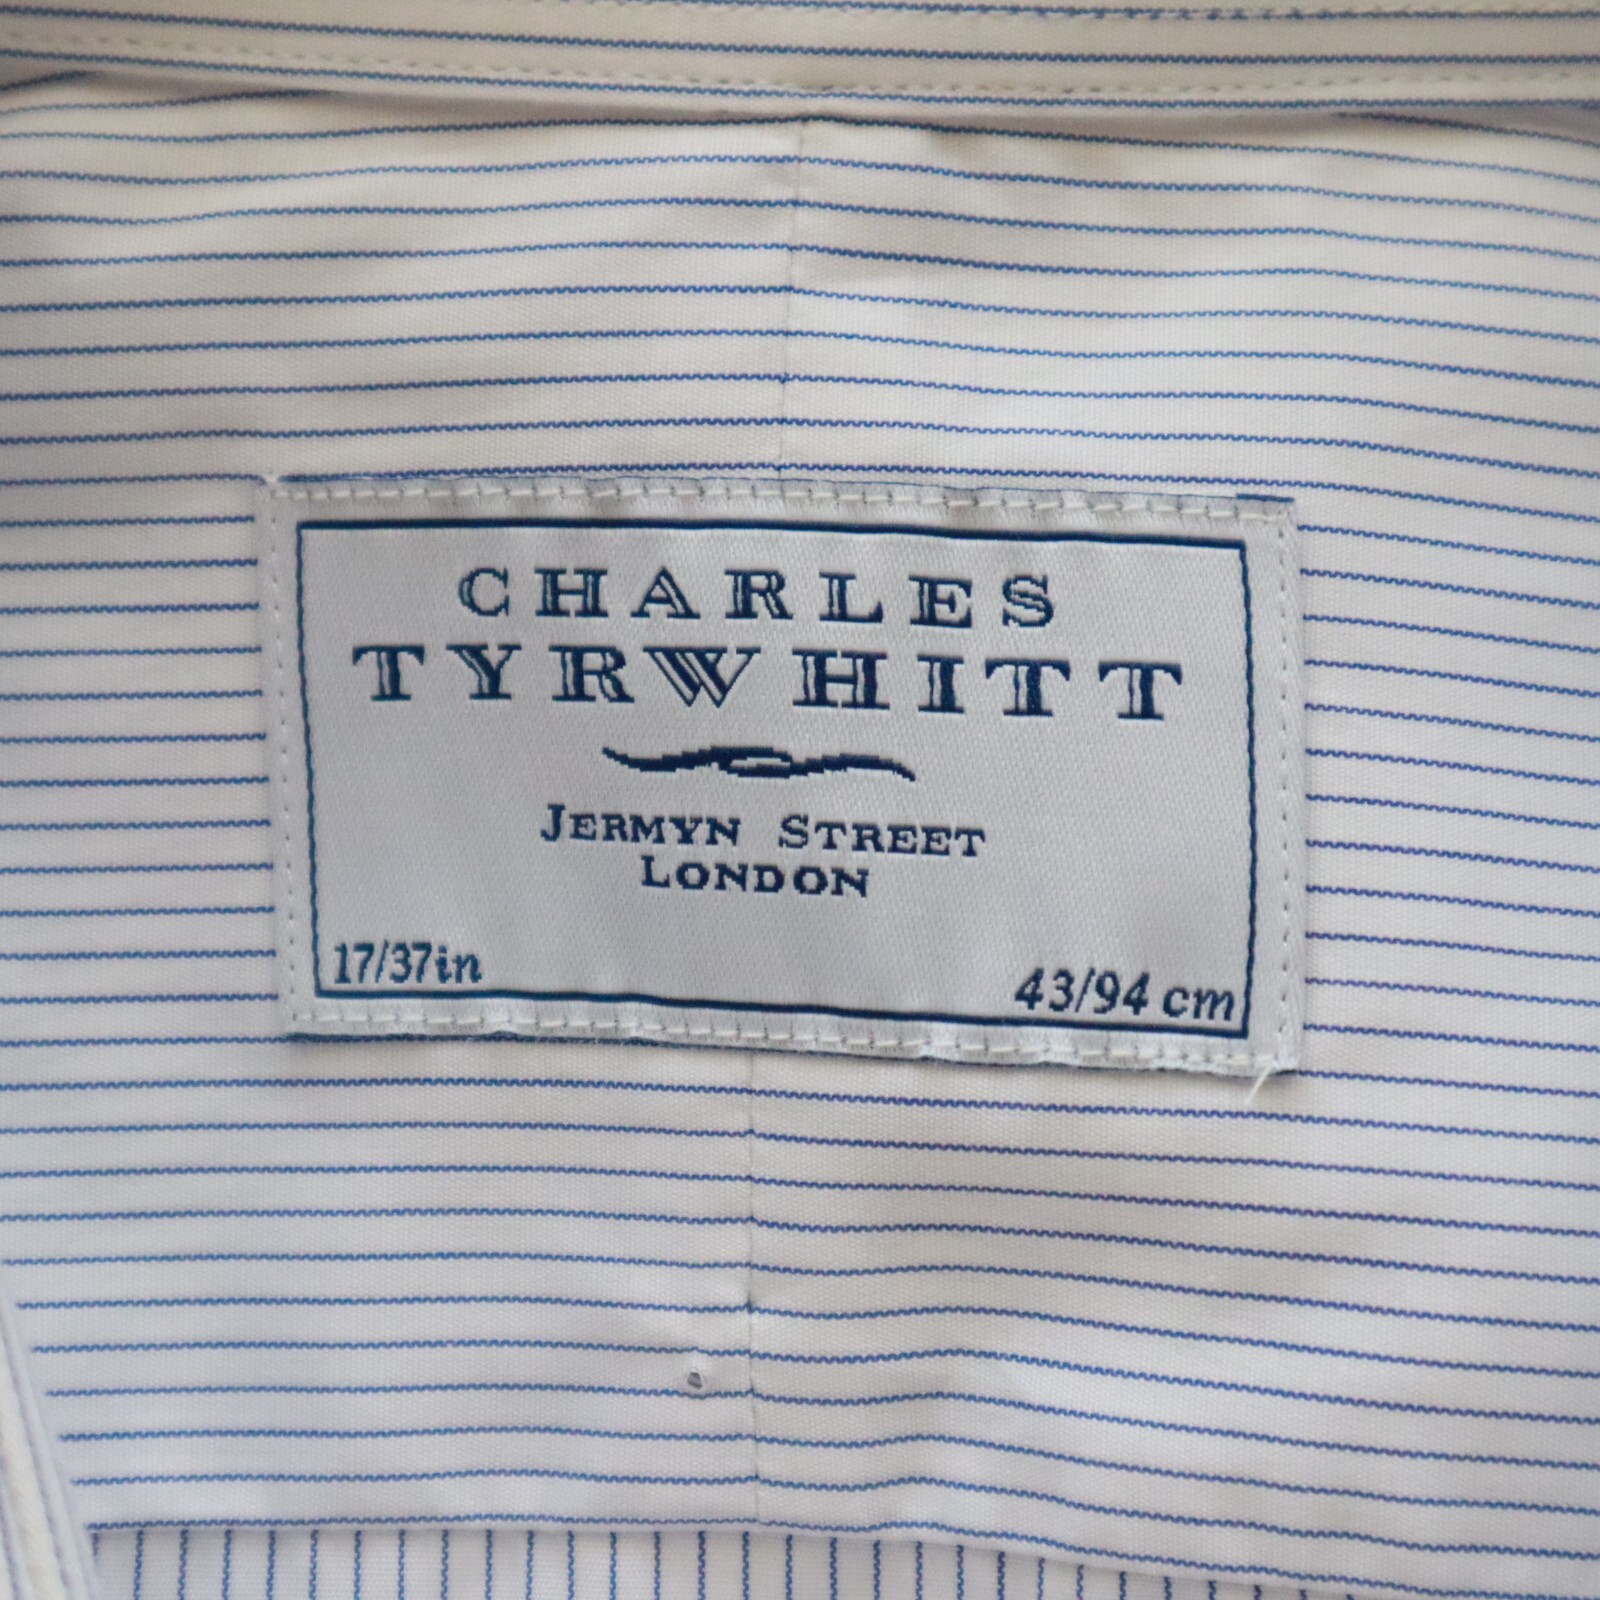 CHARLES
TYRWHITT
JERMYN STREET
LONDON
17/37in
43/94 cm